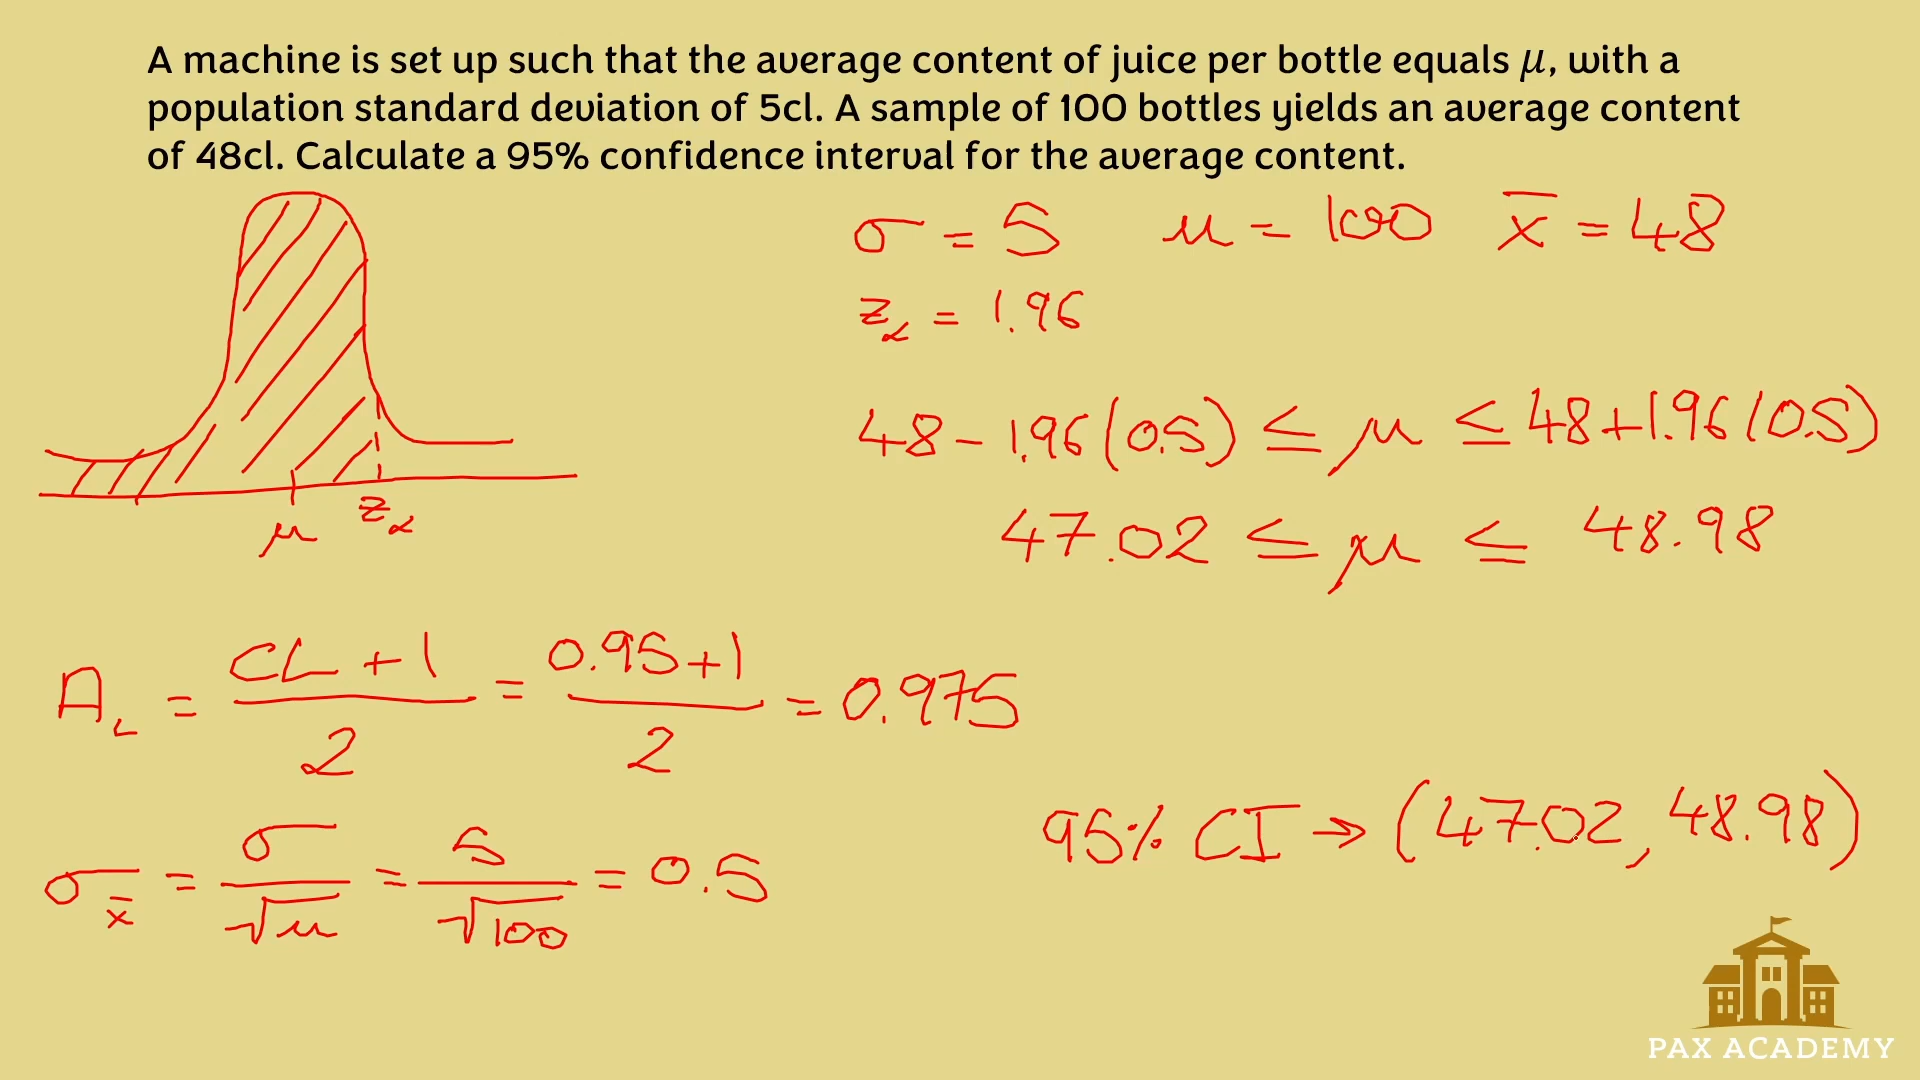 A machine is set up such that the average content of juice per bottle equals μ, with a
population standard deviation of 5cl. A sample of 100 bottles yields an average content
of 48cl. Calculate a 95% confidence interval for the average content.
σ = 5 n = 100 x̄ = 48
z_α = 1.96
48 - 1.96(0.5) ≤ μ ≤ 48+1.96(0.5)
47.02 ≤ μ ≤ 48.98
μ z_α
A_L = (CL + 1)/2 = (0.95+1)/2 = 0.975
σ_x̄ = σ/√n = 5/√100 = 0.5
95% CI → (47.02, 48.98)
PAX ACADEMY